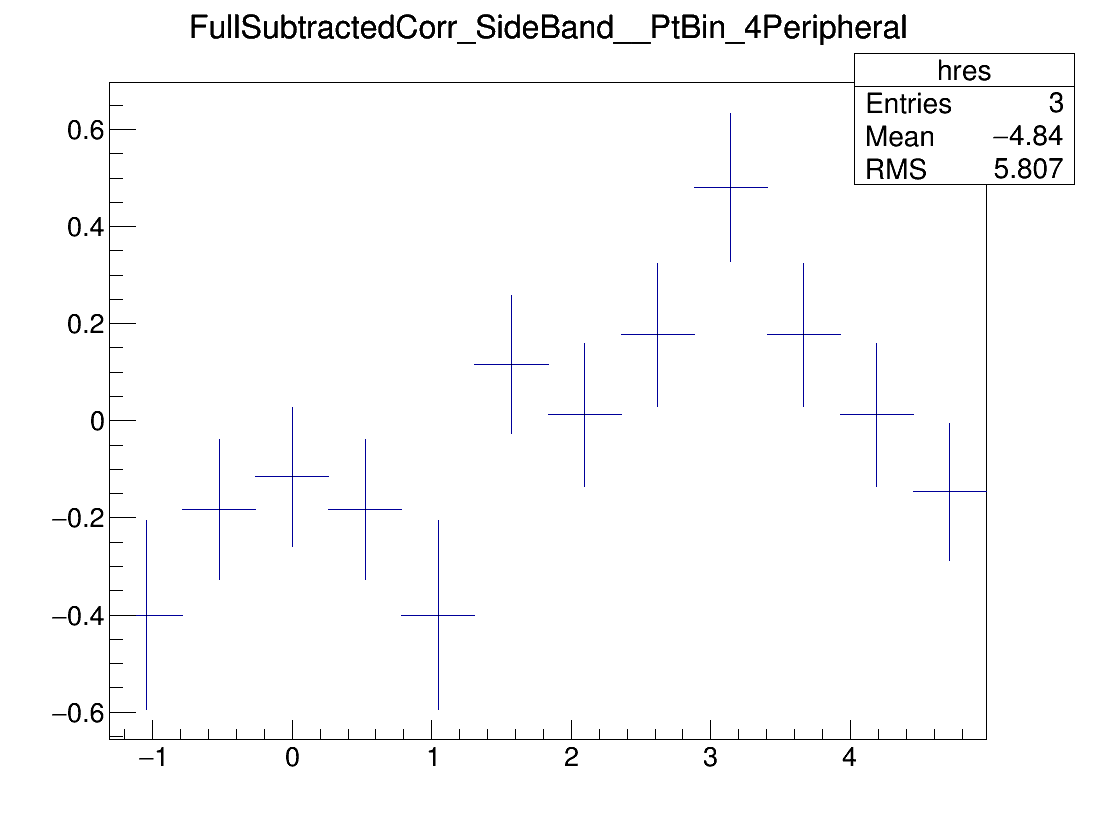 FullSubtractedCorr_SideBand__PtBin_4Peripheral
hres
Entries 3
Mean −4.84
RMS 5.807
0.6
0.4
0.2
0
−0.2
−0.4
−0.6
−1 0 1 2 3 4